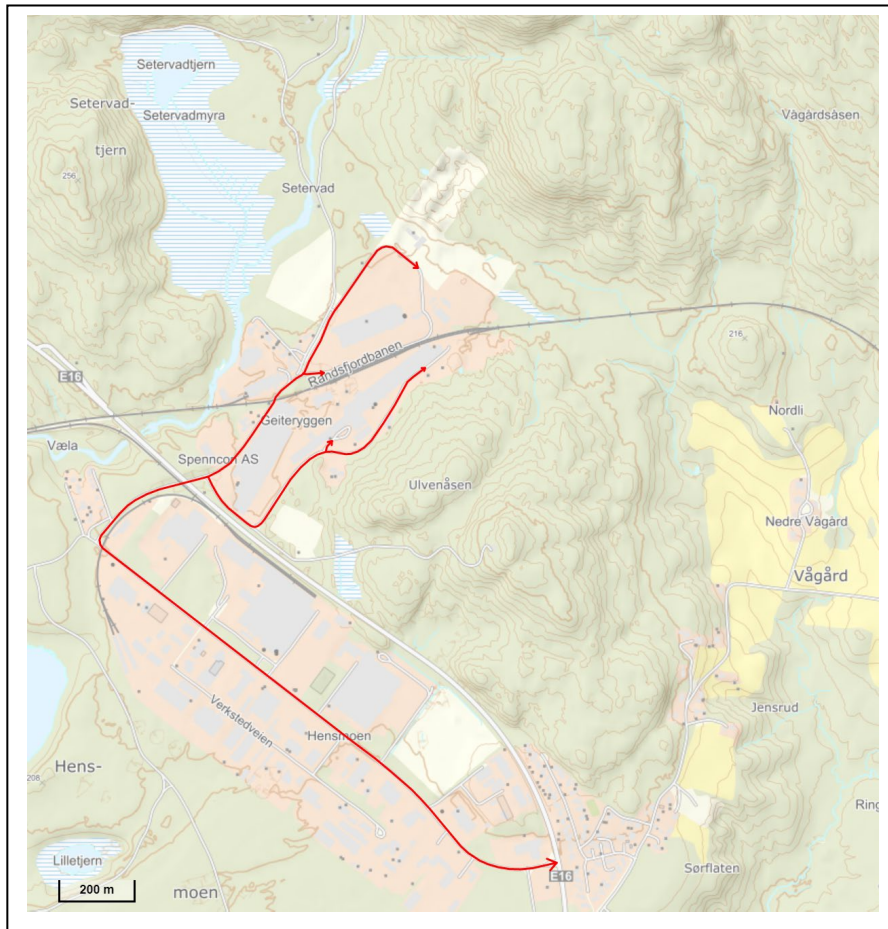 Setervadtjern
Setervad-
Setervadmyra
Vågårdsåsen
tjern
256
Setervad
216
Randsfjordbanen
E16
Nordli
Geiteryggen
Væla
Spenncon AS
Ulvenåsen
Nedre Vågård
Vågård
Verkstedveien
Jensrud
Hensmoen
Hens-
208
Ring
Lilletjern
E16
Sørflaten
200 m
moen